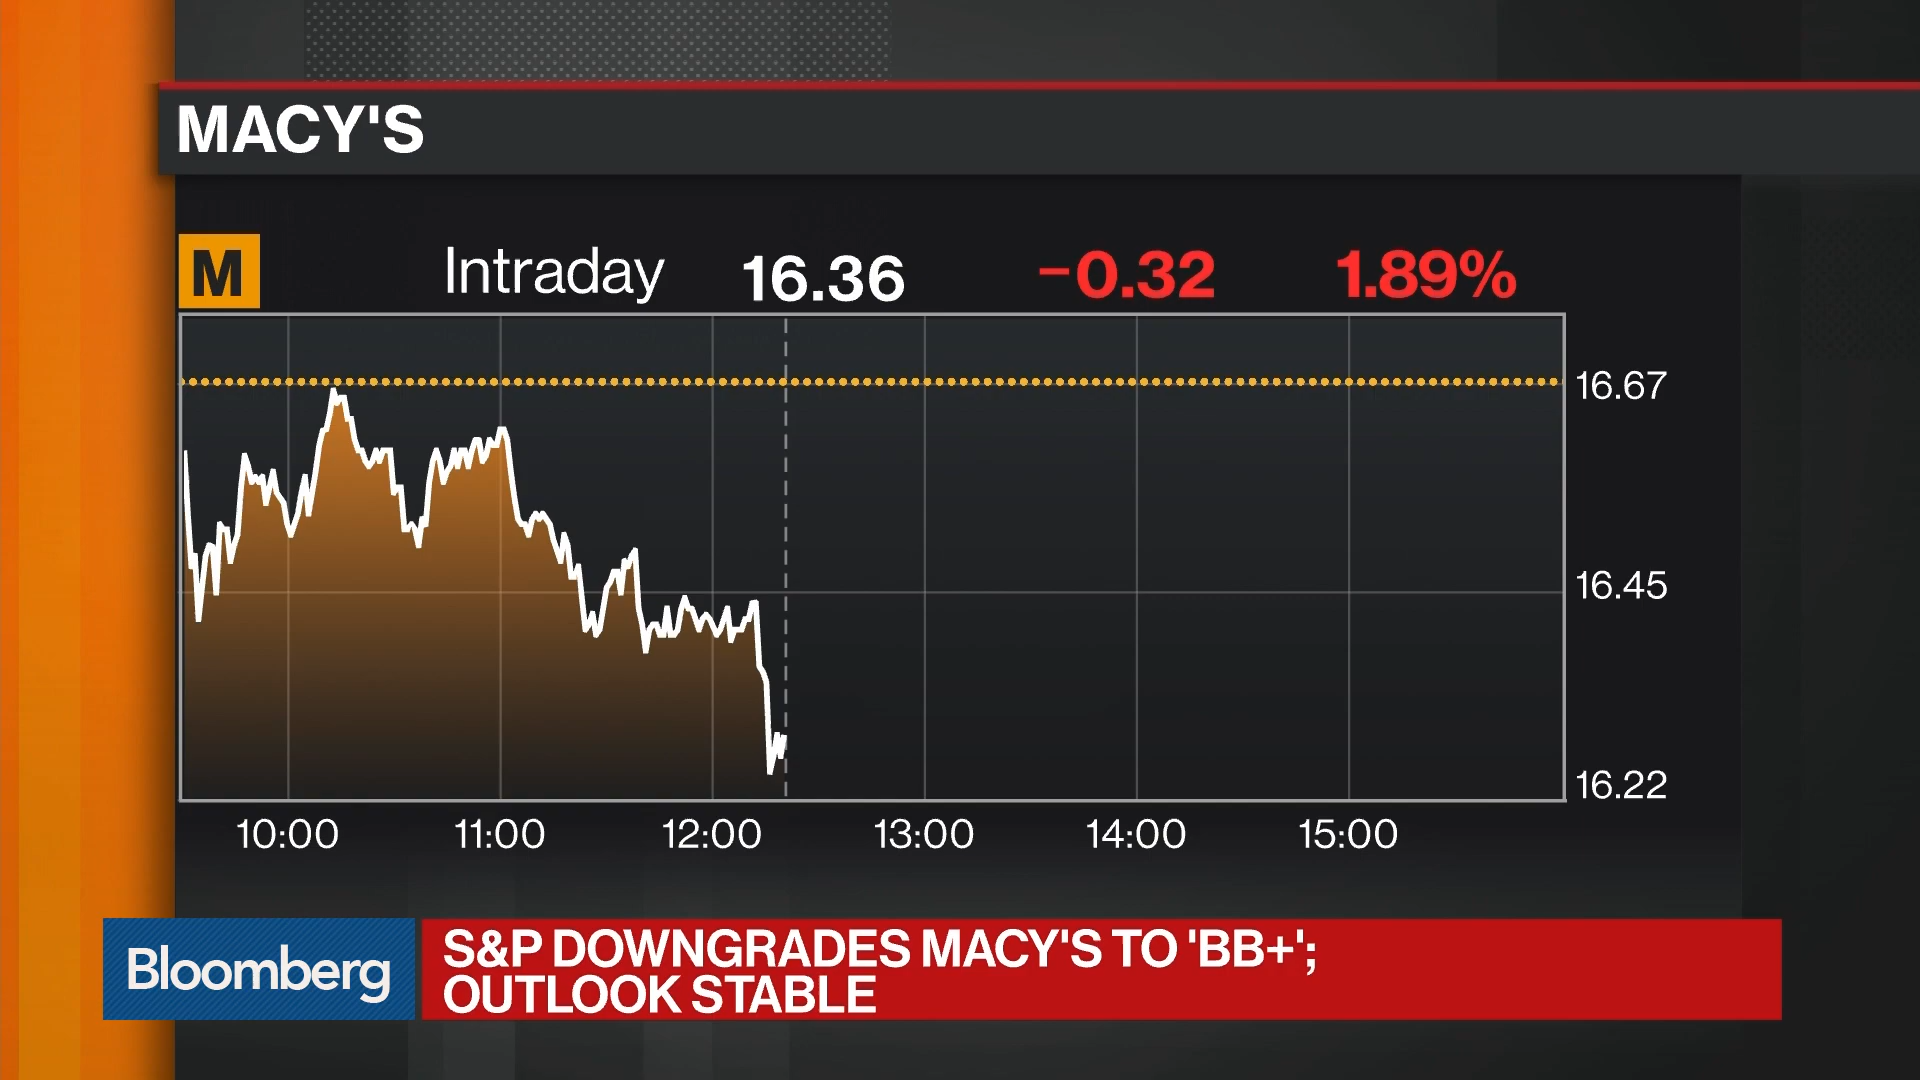 MACY'S
M Intraday 16.36 -0.32 1.89%
16.67
16.45
16.22
10:00 11:00 12:00 13:00 14:00 15:00
Bloomberg
S&P DOWNGRADES MACY'S TO 'BB+';
OUTLOOK STABLE